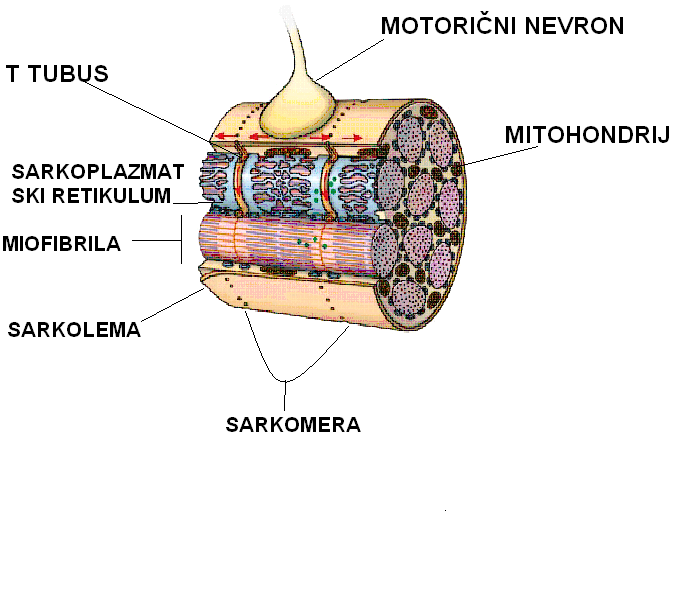 MOTORIČNI NEVRON
T TUBUS
MITOHONDRIJ
SARKOPLAZMAT
SKI RETIKULUM
MIOFIBRILA
SARKOLEMA
SARKOMERA